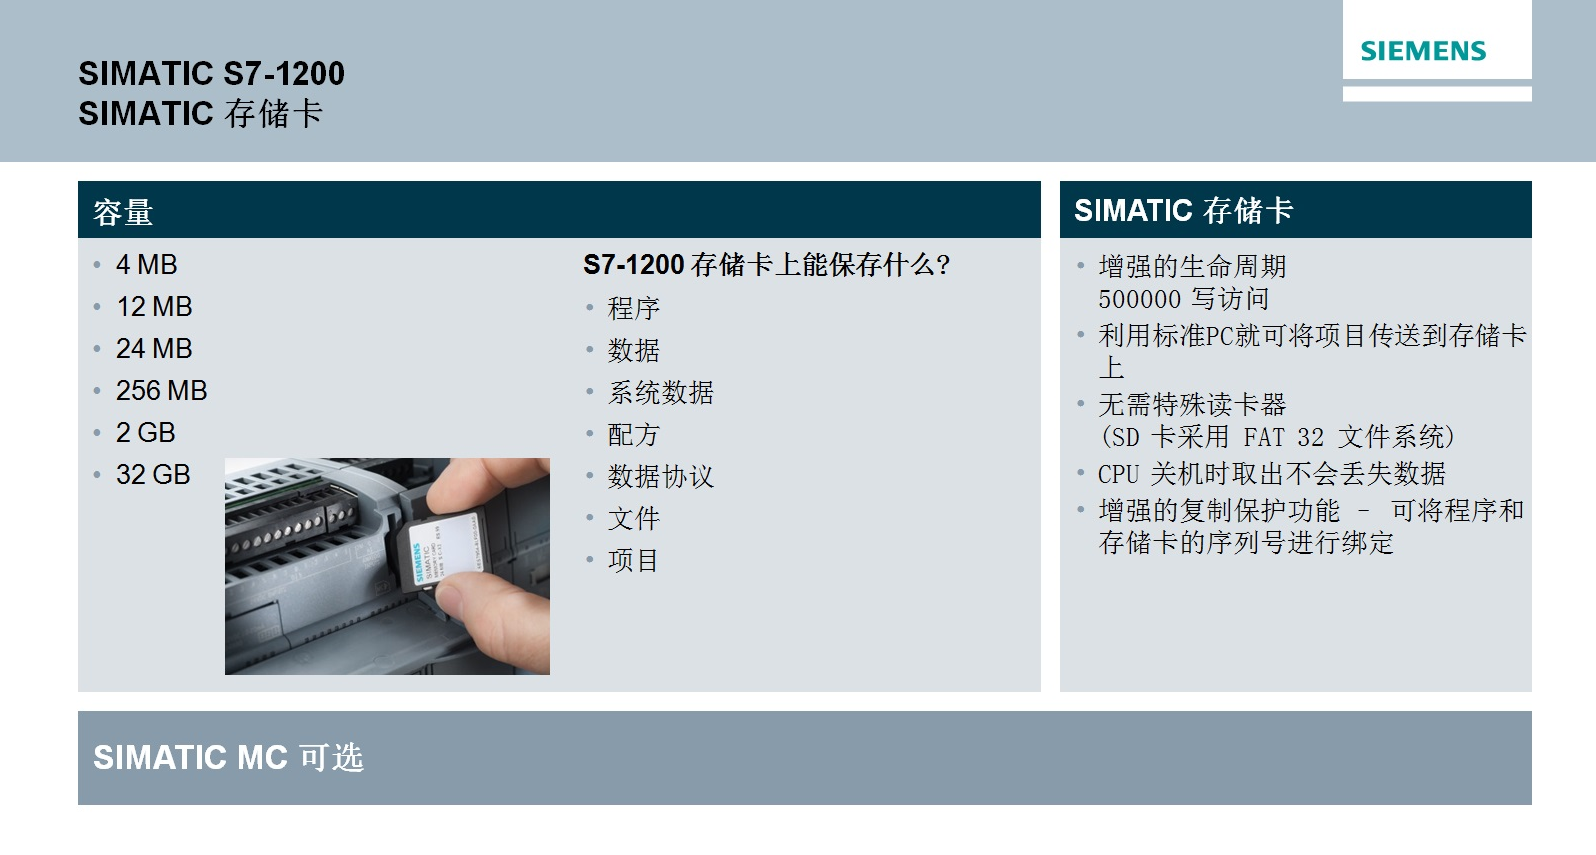 SIMATIC S7-1200
SIMATIC 存储卡
SIEMENS
容量
4 MB
12 MB
24 MB
256 MB
2 GB
32 GB
S7-1200 存储卡上能保存什么?
程序
数据
系统数据
配方
数据协议
文件
项目
SIEMENS
SIMATIC
MEMORY CARD
24 MB
SIMATIC 存储卡
增强的生命周期
500000 写访问
利用标准PC就可将项目传送到存储卡
上
无需特殊读卡器
(SD 卡采用 FAT 32 文件系统)
CPU 关机时取出不会丢失数据
增强的复制保护功能 – 可将程序和
存储卡的序列号进行绑定
SIMATIC MC 可选